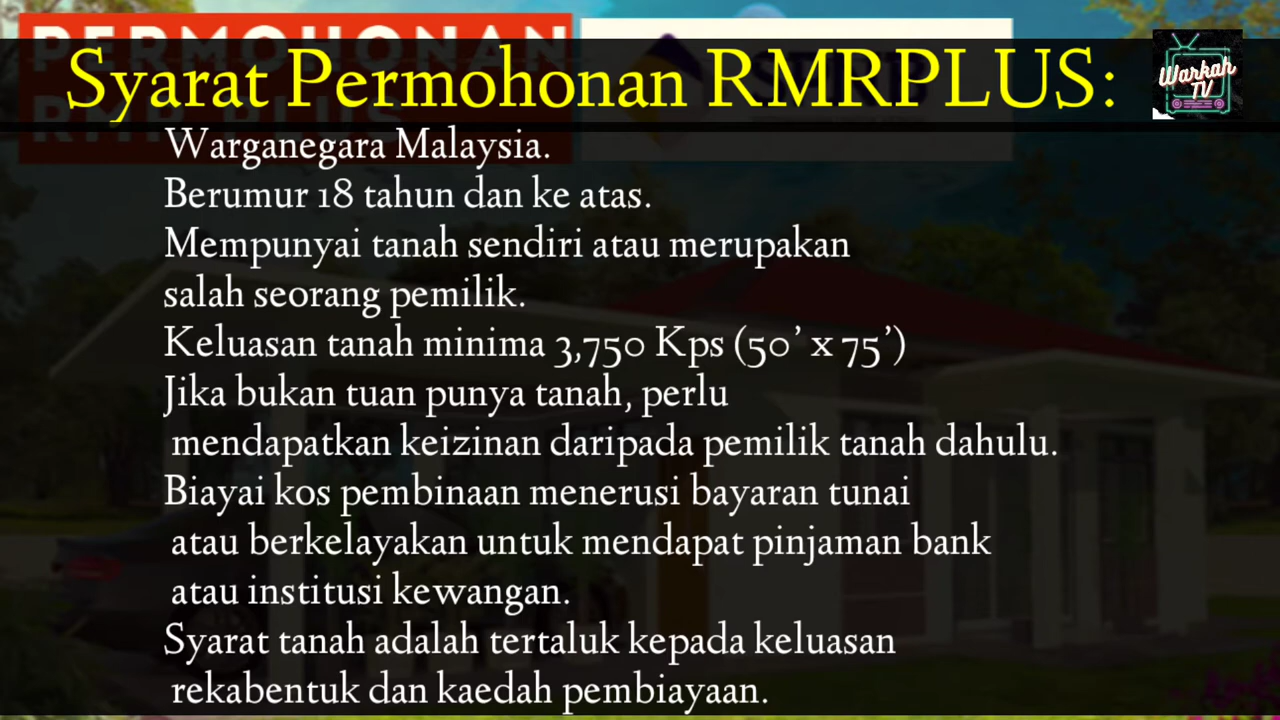 PERMOHONAN
Syarat Permohonan RMRPLUS:
Warkah
TV
RMR PLUS
Warganegara Malaysia.
Berumur 18 tahun dan ke atas.
Mempunyai tanah sendiri atau merupakan
salah seorang pemilik.
Keluasan tanah minima 3,750 Kps (50' x 75')
Jika bukan tuan punya tanah, perlu
mendapatkan keizinan daripada pemilik tanah dahulu.
Biayai kos pembinaan menerusi bayaran tunai
atau berkelayakan untuk mendapat pinjaman bank
atau institusi kewangan.
Syarat tanah adalah tertaluk kepada keluasan
rekabentuk dan kaedah pembiayaan.